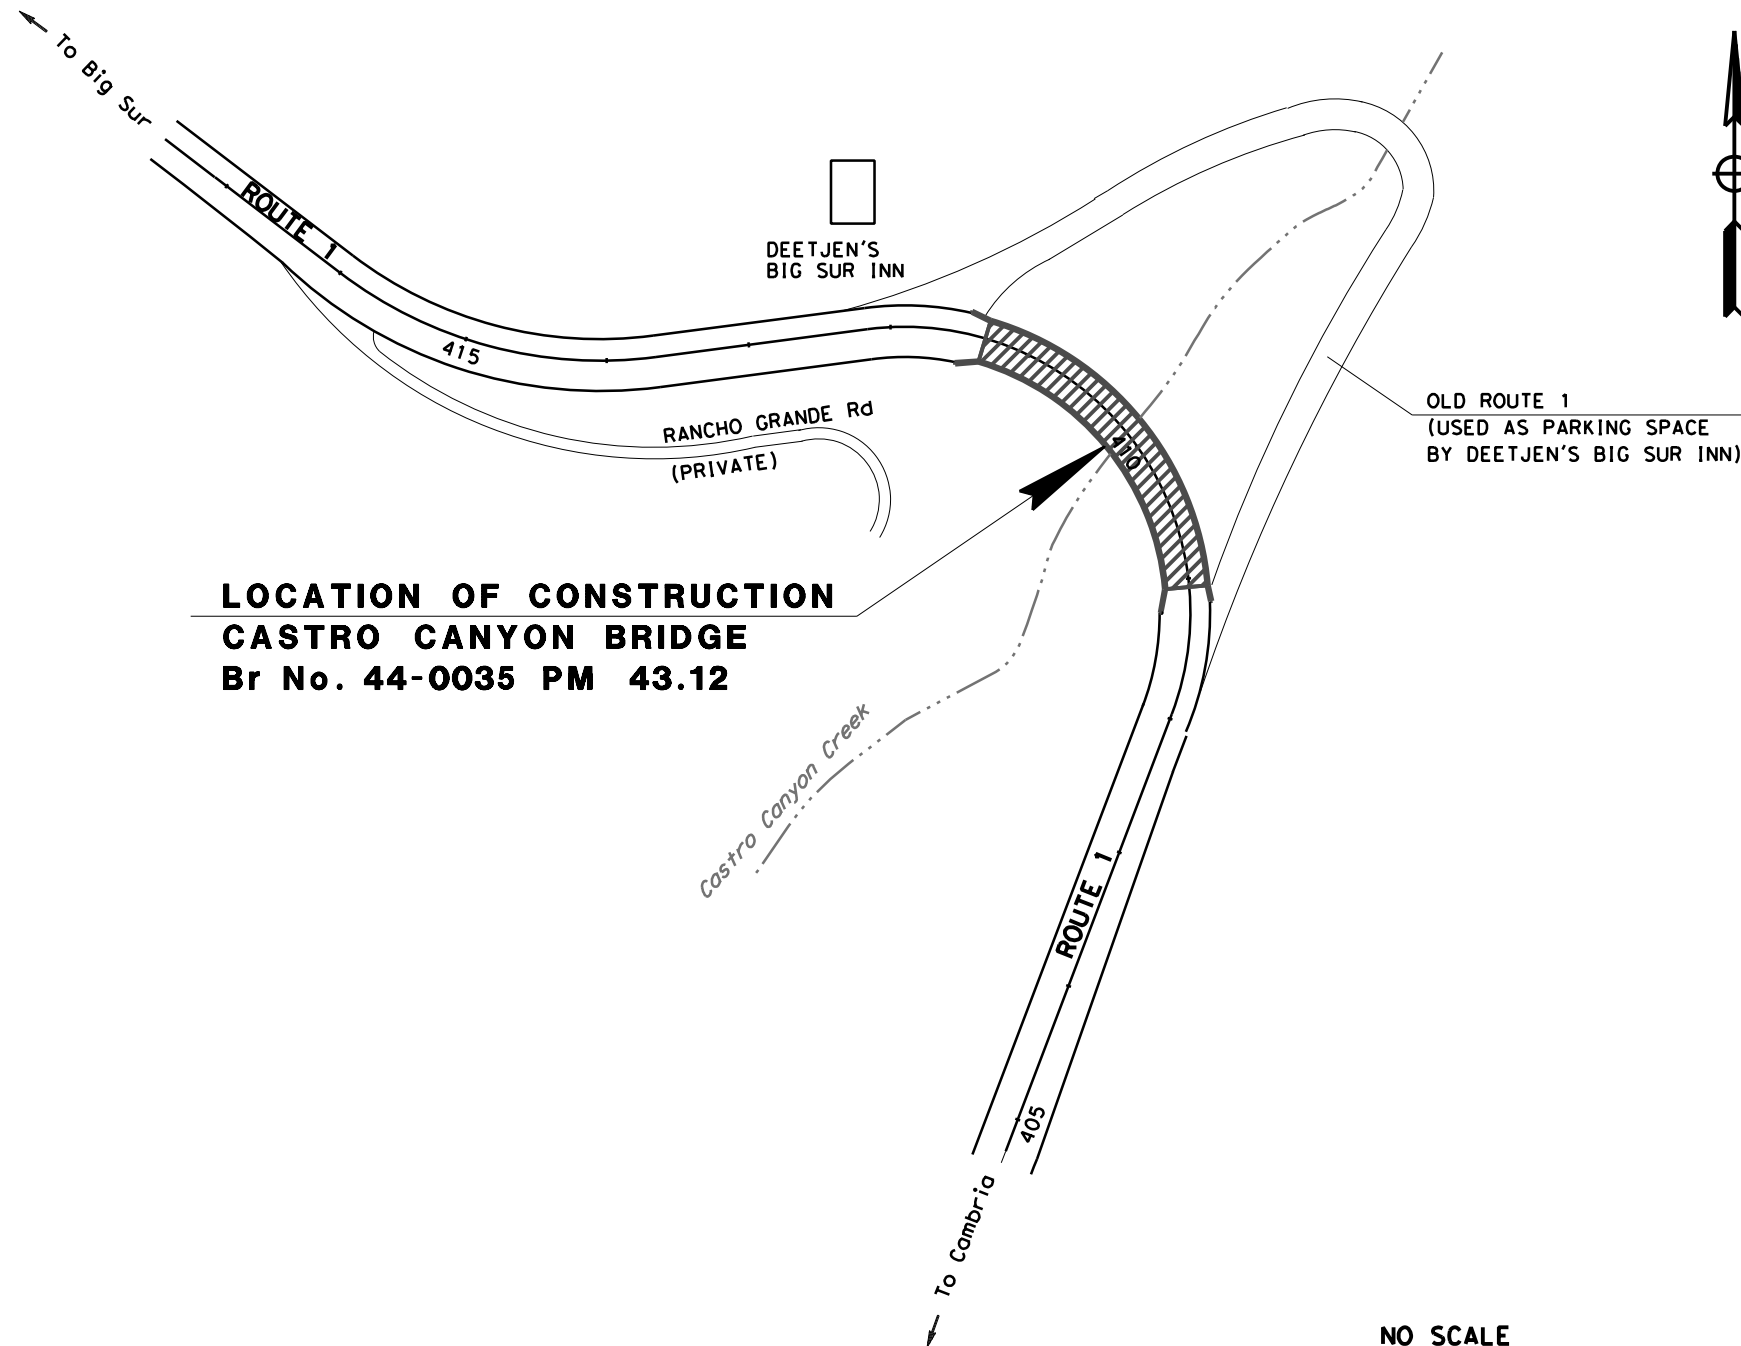 To Big Sur
ROUTE 1
DEETJEN'S
BIG SUR INN
415
RANCHO GRANDE Rd
(PRIVATE)
410
OLD ROUTE 1
(USED AS PARKING SPACE
BY DEETJEN'S BIG SUR INN)
LOCATION OF CONSTRUCTION
CASTRO CANYON BRIDGE
Br No. 44-0035 PM 43.12
Castro Canyon Creek
ROUTE 1
405
To Cambria
NO SCALE